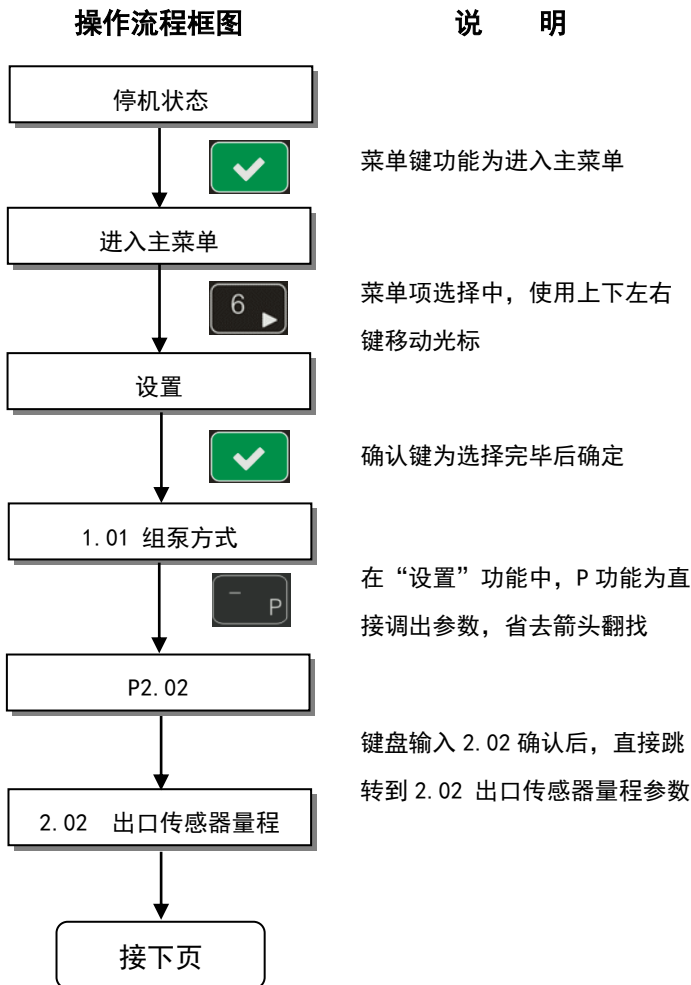 操作流程框图 说 明
停机状态
菜单键功能为进入主菜单
进入主菜单
6
菜单项选择中，使用上下左右
键移动光标
设置
确认键为选择完毕后确定
1.01 组泵方式
在“设置”功能中，P 功能为直
接调出参数，省去箭头翻找
- P
P2.02
键盘输入 2.02 确认后，直接跳
转到 2.02 出口传感器量程参数
2.02 出口传感器量程
接下页